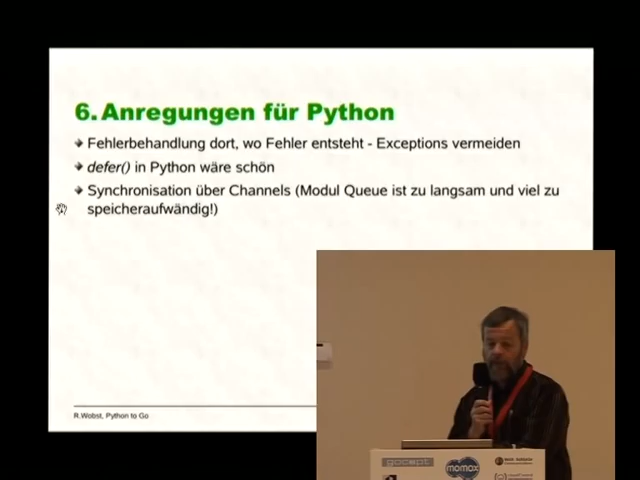 6. Anregungen für Python
Fehlerbehandlung dort, wo Fehler entsteht - Exceptions vermeiden
defer() in Python wäre schön
Synchronisation über Channels (Modul Queue ist zu langsam und viel zu
speicheraufwändig!)
R.Wobst, Python to Go
gocept
momox